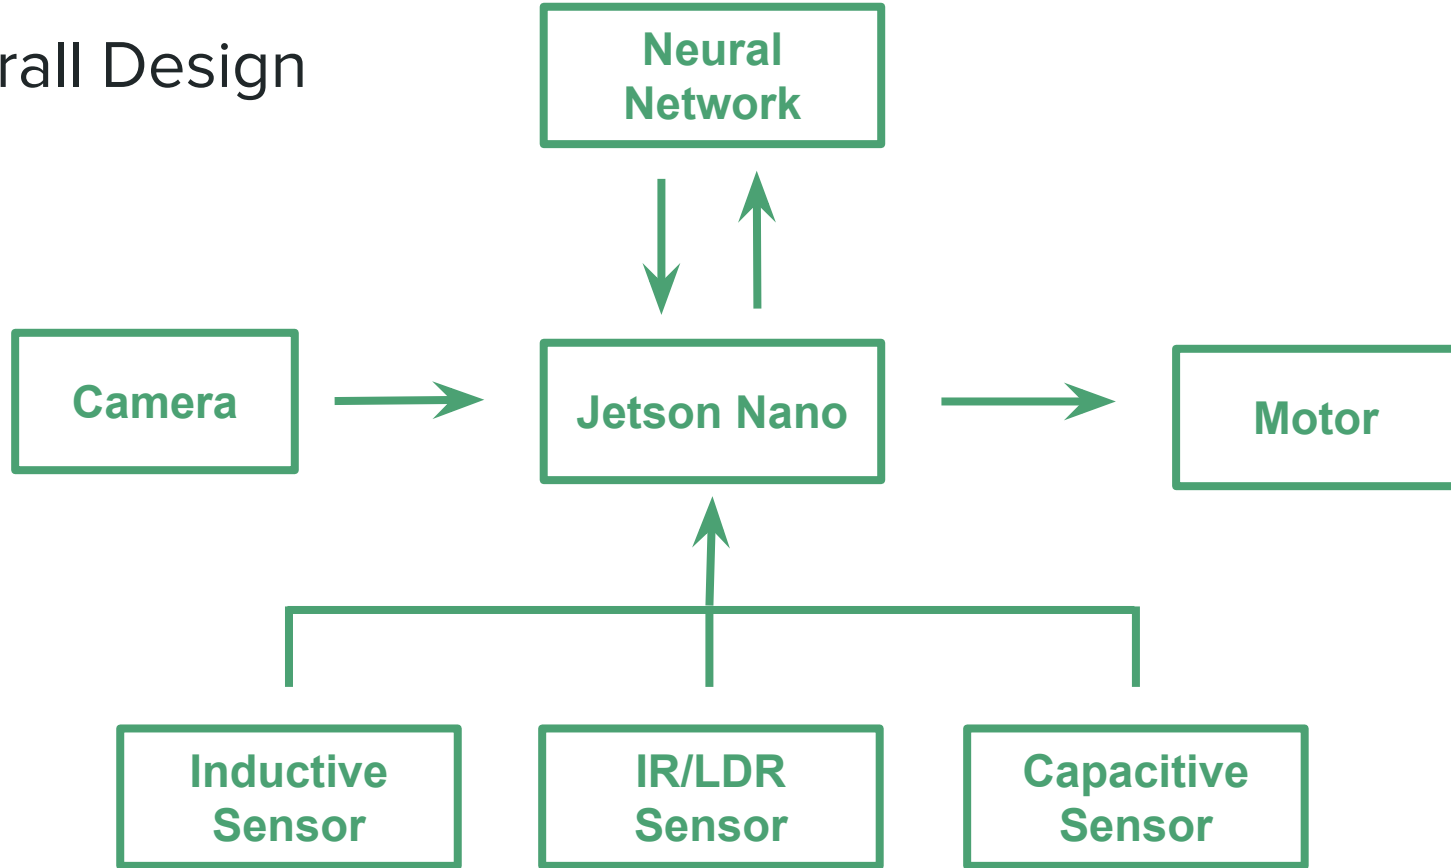 rall Design
Neural
Network
Camera
Jetson Nano
Motor
Inductive
Sensor
IR/LDR
Sensor
Capacitive
Sensor